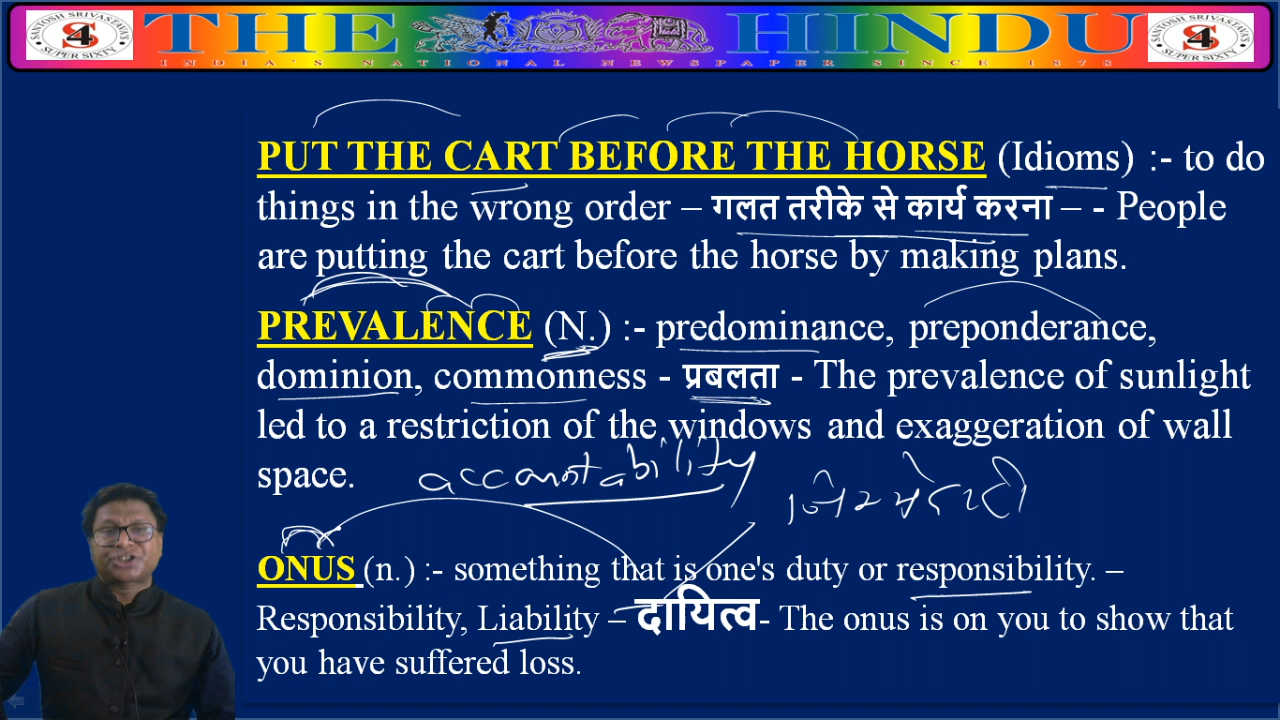 SANTOSH SRIVASTAVA'S
S4
SUPER SIXTY
THE HINDU
SANTOSH SRIVASTAVA'S
S4
SUPER SIXTY
INDIA'S NATIONAL NEWSPAPER SINCE 1878
PUT THE CART BEFORE THE HORSE (Idioms) :- to do
things in the wrong order – गलत तरीके से कार्य करना – - People
are putting the cart before the horse by making plans.
PREVALENCE (N.) :- predominance, preponderance,
dominion, commonness - प्रबलता - The prevalence of sunlight
led to a restriction of the windows and exaggeration of wall
space.
accountability
ONUS (n.) :- something that is one's duty or responsibility. –
Responsibility, Liability – दायित्व- The onus is on you to show that
you have suffered loss.